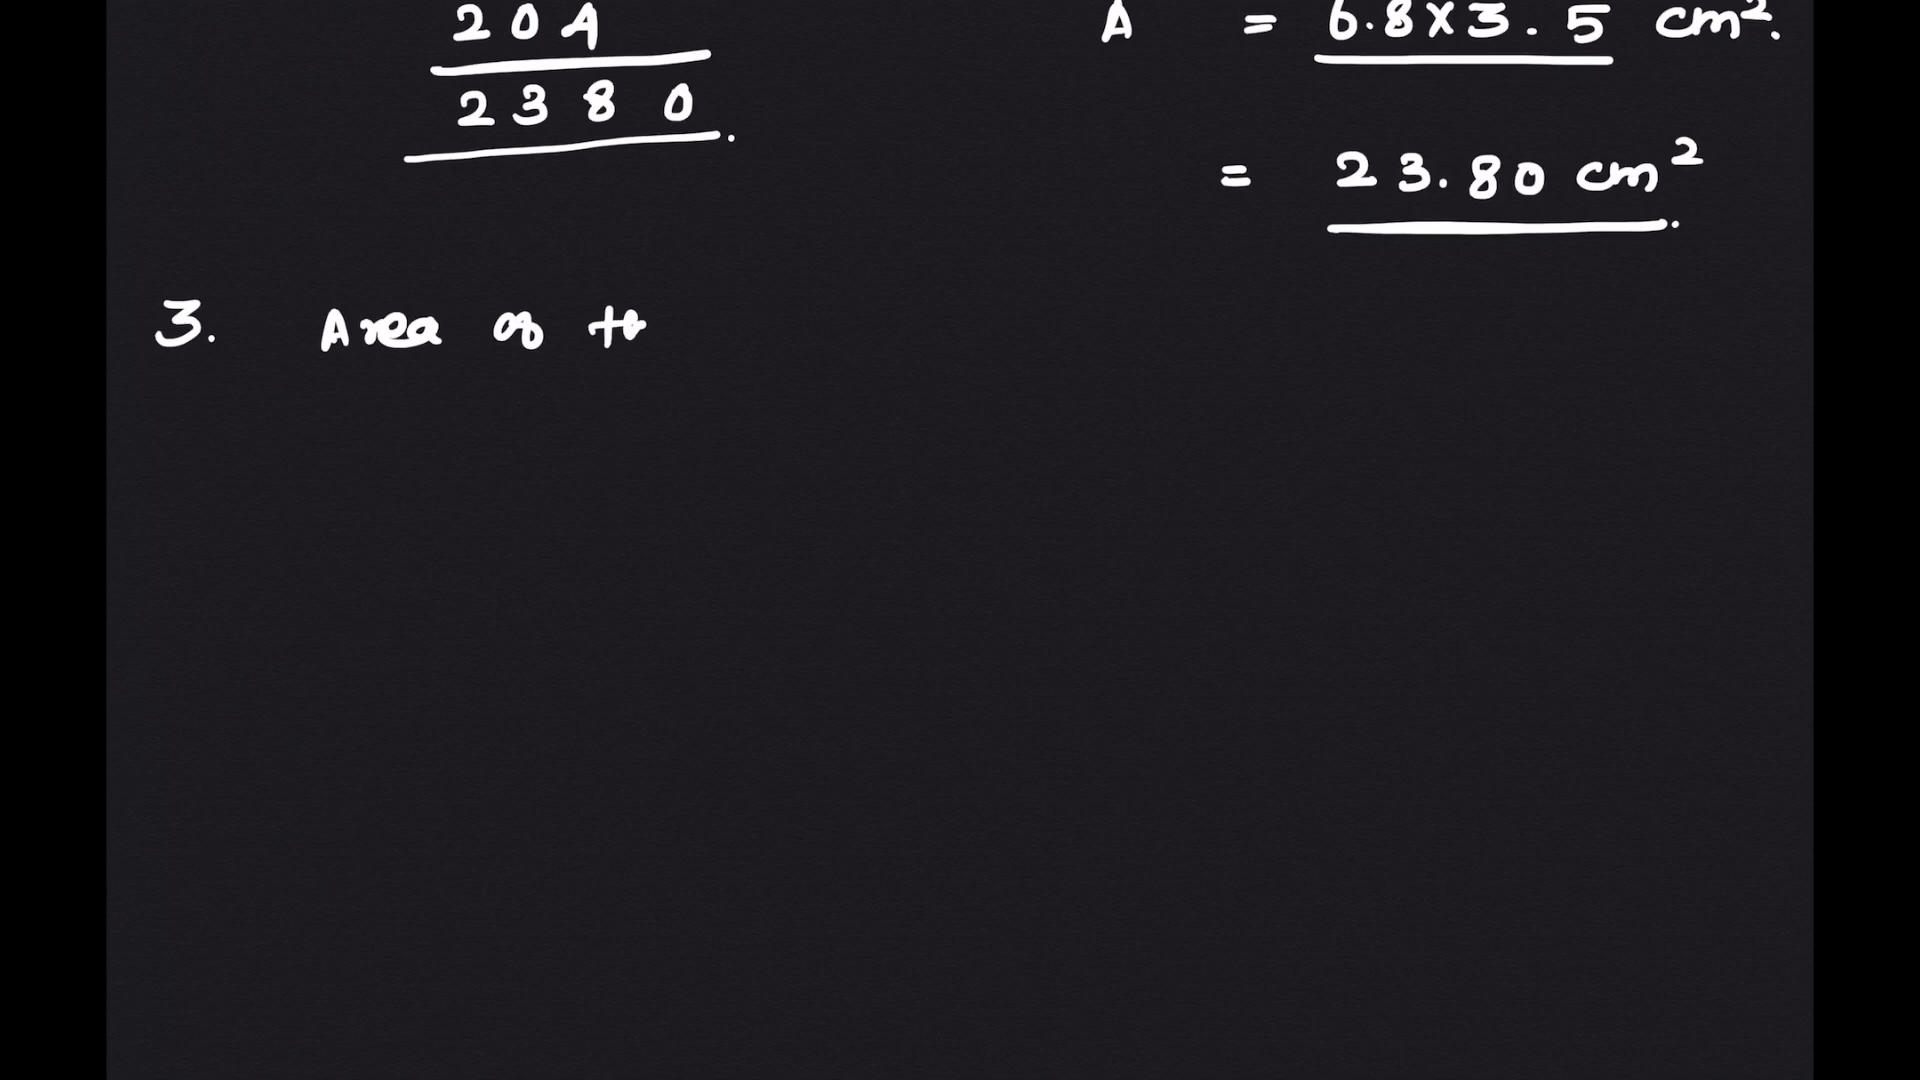 204
2380.
A = 6.8x3.5 cm².
= 23.80 cm²
3. Area of